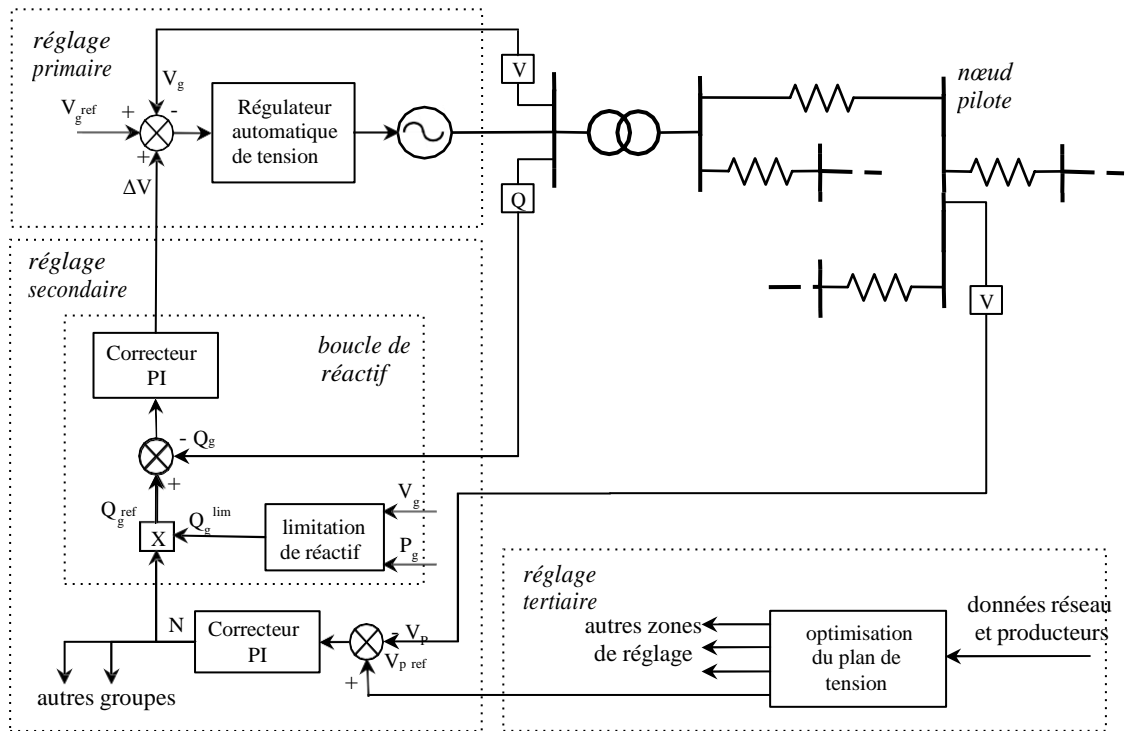 réglage
primaire
V
nœud
pilote
V_g
V_g^ref
+
-
Régulateur
automatique
de tension
+
ΔV
Q
réglage
secondaire
V
Correcteur
PI
boucle de
réactif
- Q_g
+
Q_g^ref
Q_g^lim
X
limitation
de réactif
V_g
P_g
réglage
tertiaire
N
Correcteur
PI
- V_P
V_p ref
+
autres zones
de réglage
optimisation
du plan de
tension
données réseau
et producteurs
autres groupes